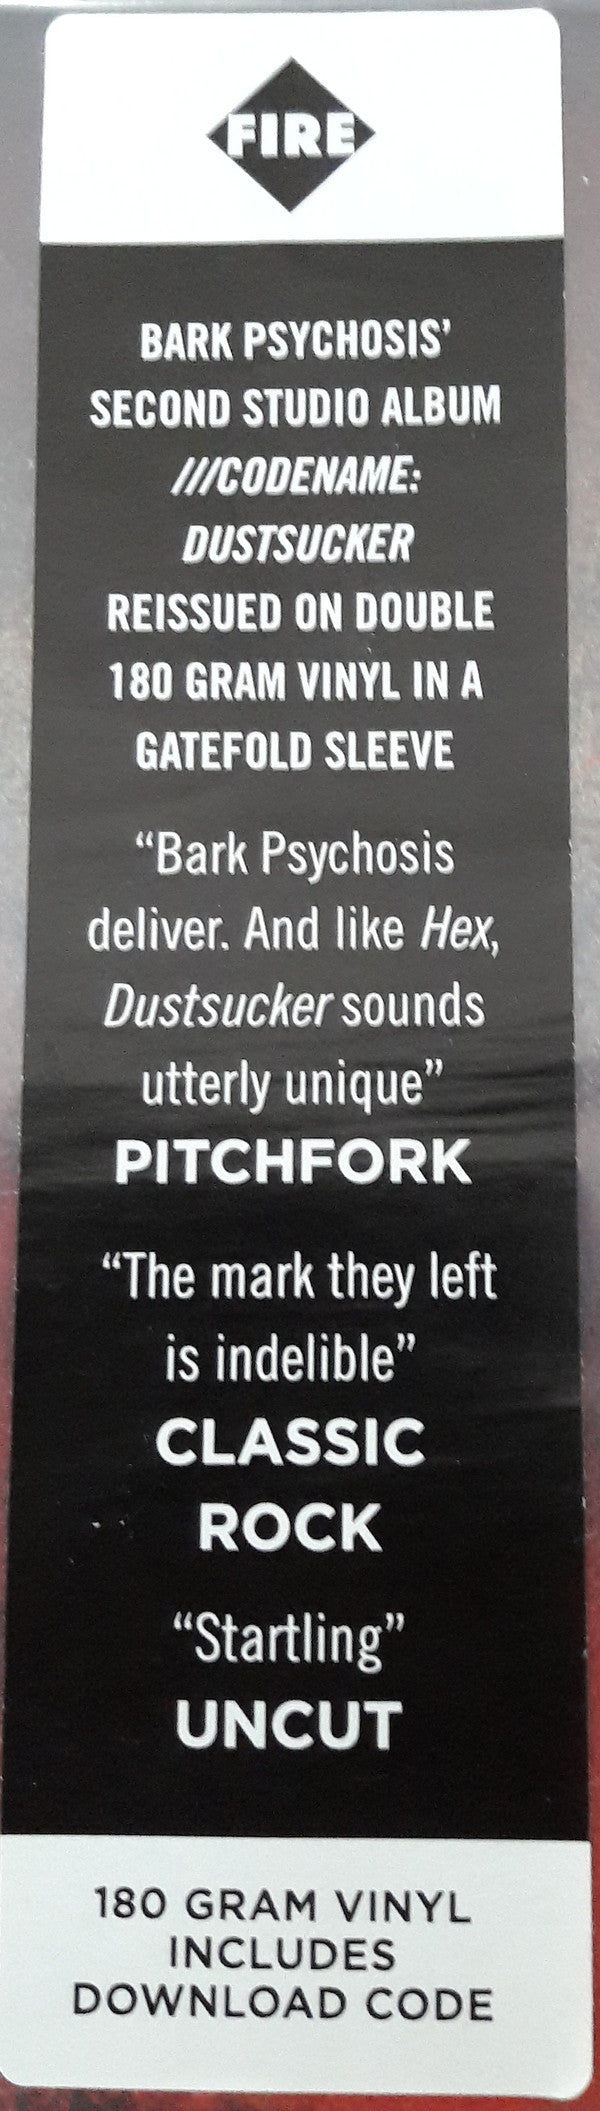 FIRE
BARK PSYCHOSIS'
SECOND STUDIO ALBUM
///CODENAME:
DUSTSUCKER
REISSUED ON DOUBLE
180 GRAM VINYL IN A
GATEFOLD SLEEVE
“Bark Psychosis
deliver. And like Hex,
Dustsucker sounds
utterly unique”
PITCHFORK
“The mark they left
is indelible”
CLASSIC
ROCK
“Startling”
UNCUT
180 GRAM VINYL
INCLUDES
DOWNLOAD CODE